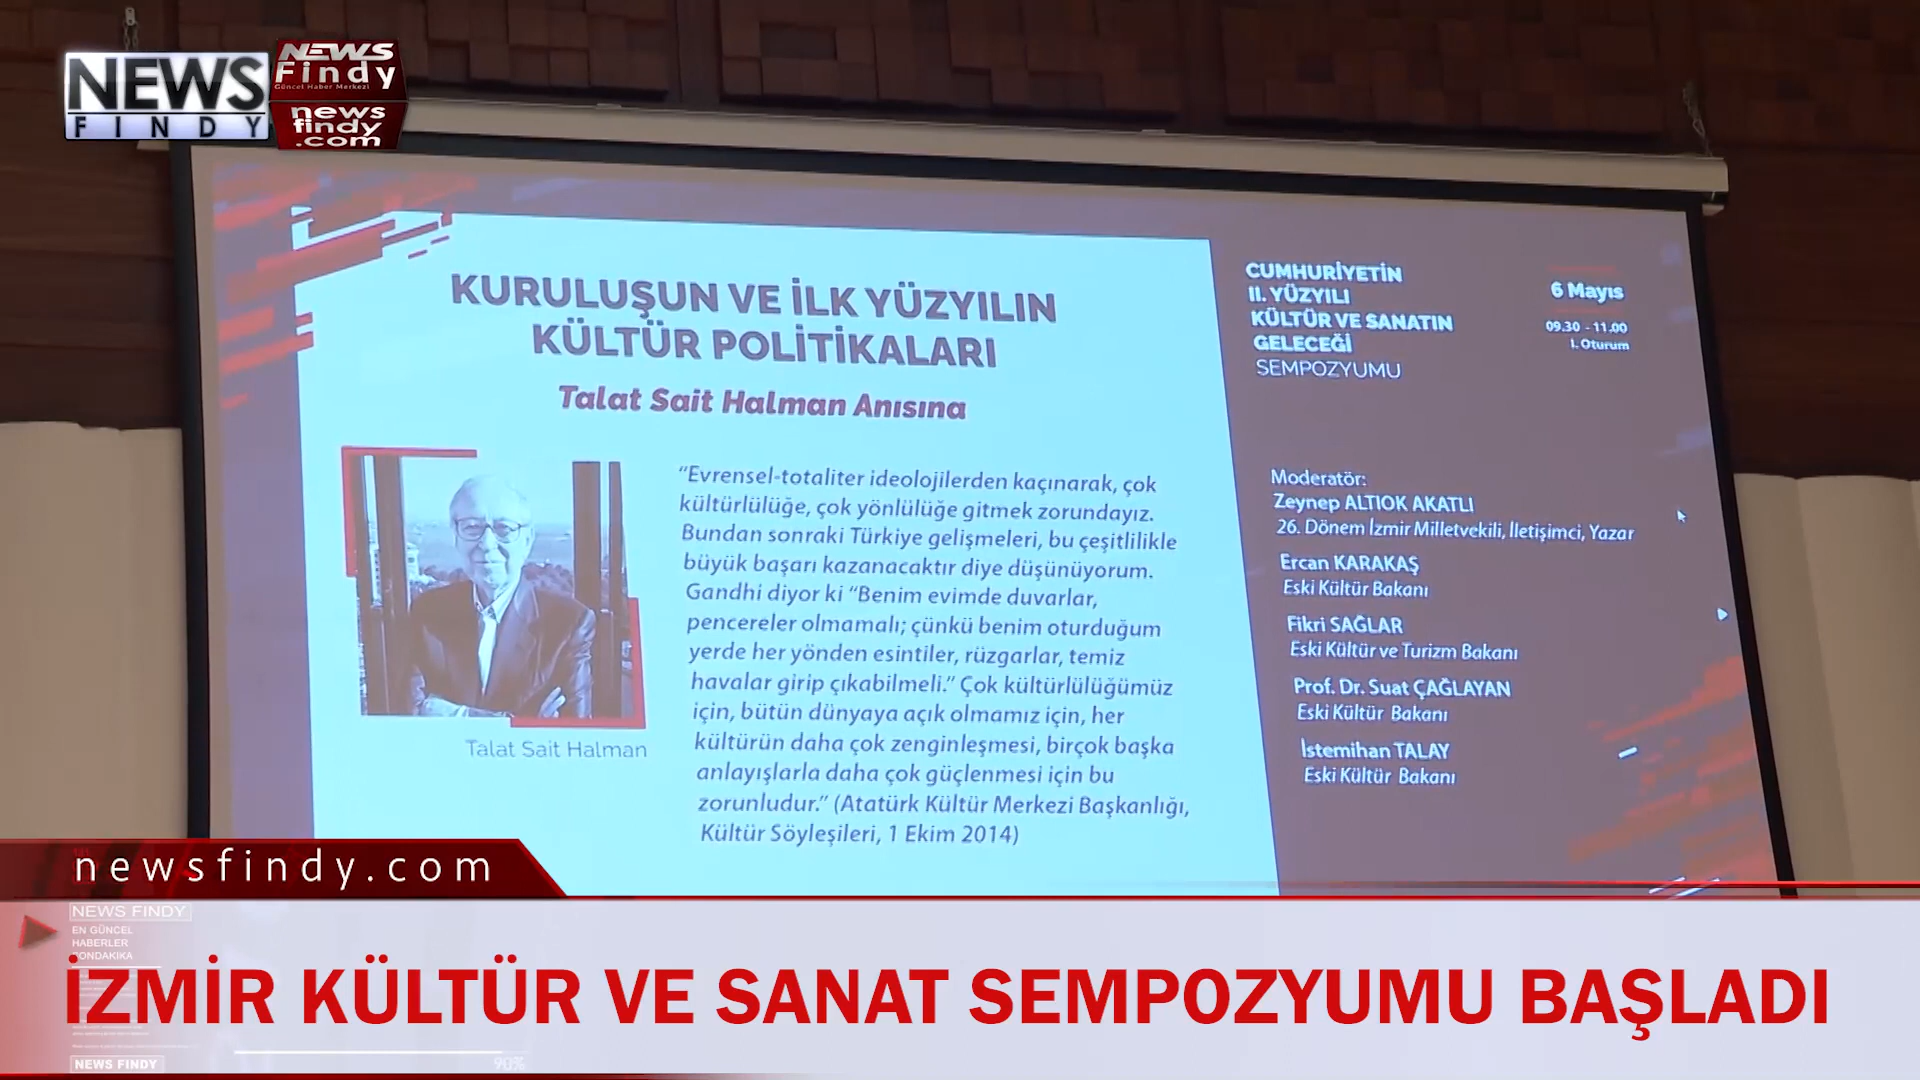 NEWS
FINDY
NEWS
Findy
Güncel Haber Merkezi
news
findy
.com
KURULUŞUN VE İLK YÜZYILIN
KÜLTÜR POLİTİKALARI
Talat Sait Halman Anısına
“Evrensel-totaliter ideolojilerden kaçınarak, çok
kültürlülüğe, çok yönlülüğe gitmek zorundayız.
Bundan sonraki Türkiye gelişmeleri, bu çeşitlilikle
büyük başarı kazanacaktır diye düşünüyorum.
Gandhi diyor ki “Benim evimde duvarlar,
pencereler olmamalı; çünkü benim oturduğum
yerde her yönden esintiler, rüzgarlar, temiz
havalar girip çıkabilmeli.” Çok kültürlülüğümüz
için, bütün dünyaya açık olmamız için, her
kültürün daha çok zenginleşmesi, birçok başka
anlayışlarla daha çok güçlenmesi için bu
zorunludur.” (Atatürk Kültür Merkezi Başkanlığı,
Kültür Söyleşileri, 1 Ekim 2014)
Talat Sait Halman
CUMHURİYETİN
II. YÜZYILI
KÜLTÜR VE SANATIN
GELECEĞİ
SEMPOZYUMU
6 Mayıs
09.30 - 11.00
I. Oturum
Moderatör:
Zeynep ALTIOK AKATLI
26. Dönem İzmir Milletvekili, İletişimci, Yazar
Ercan KARAKAŞ
Eski Kültür Bakanı
Fikri SAĞLAR
Eski Kültür ve Turizm Bakanı
Prof. Dr. Suat ÇAĞLAYAN
Eski Kültür Bakanı
İstemihan TALAY
Eski Kültür Bakanı
newsfindy.com
NEWS FINDY
EN GÜNCEL
HABERLER
SONDAKIKA
İZMİR KÜLTÜR VE SANAT SEMPOZYUMU BAŞLADI
NEWS FINDY
90%